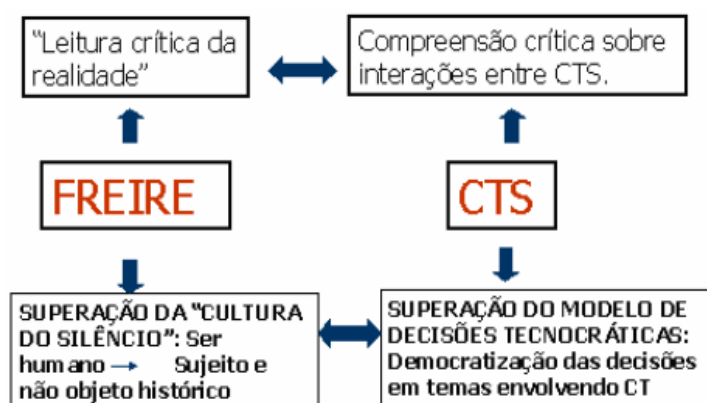 “Leitura crítica da
realidade”
Compreensão crítica sobre
interações entre CTS.
FREIRE
CTS
SUPERAÇÃO DA “CULTURA
DO SILÊNCIO”: Ser
humano → Sujeito e
não objeto histórico
SUPERAÇÃO DO MODELO DE
DECISÕES TECNOCRÁTICAS:
Democratização das decisões
em temas envolvendo CT